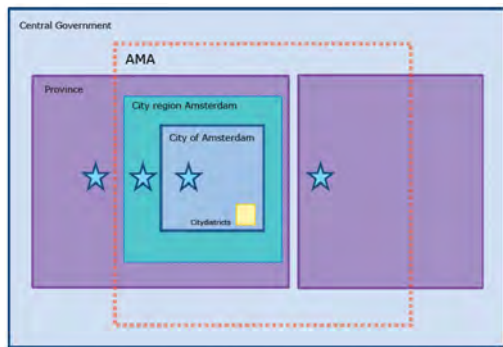 Central Government
AMA
Province
City region Amsterdam
City of Amsterdam
Citydistricts